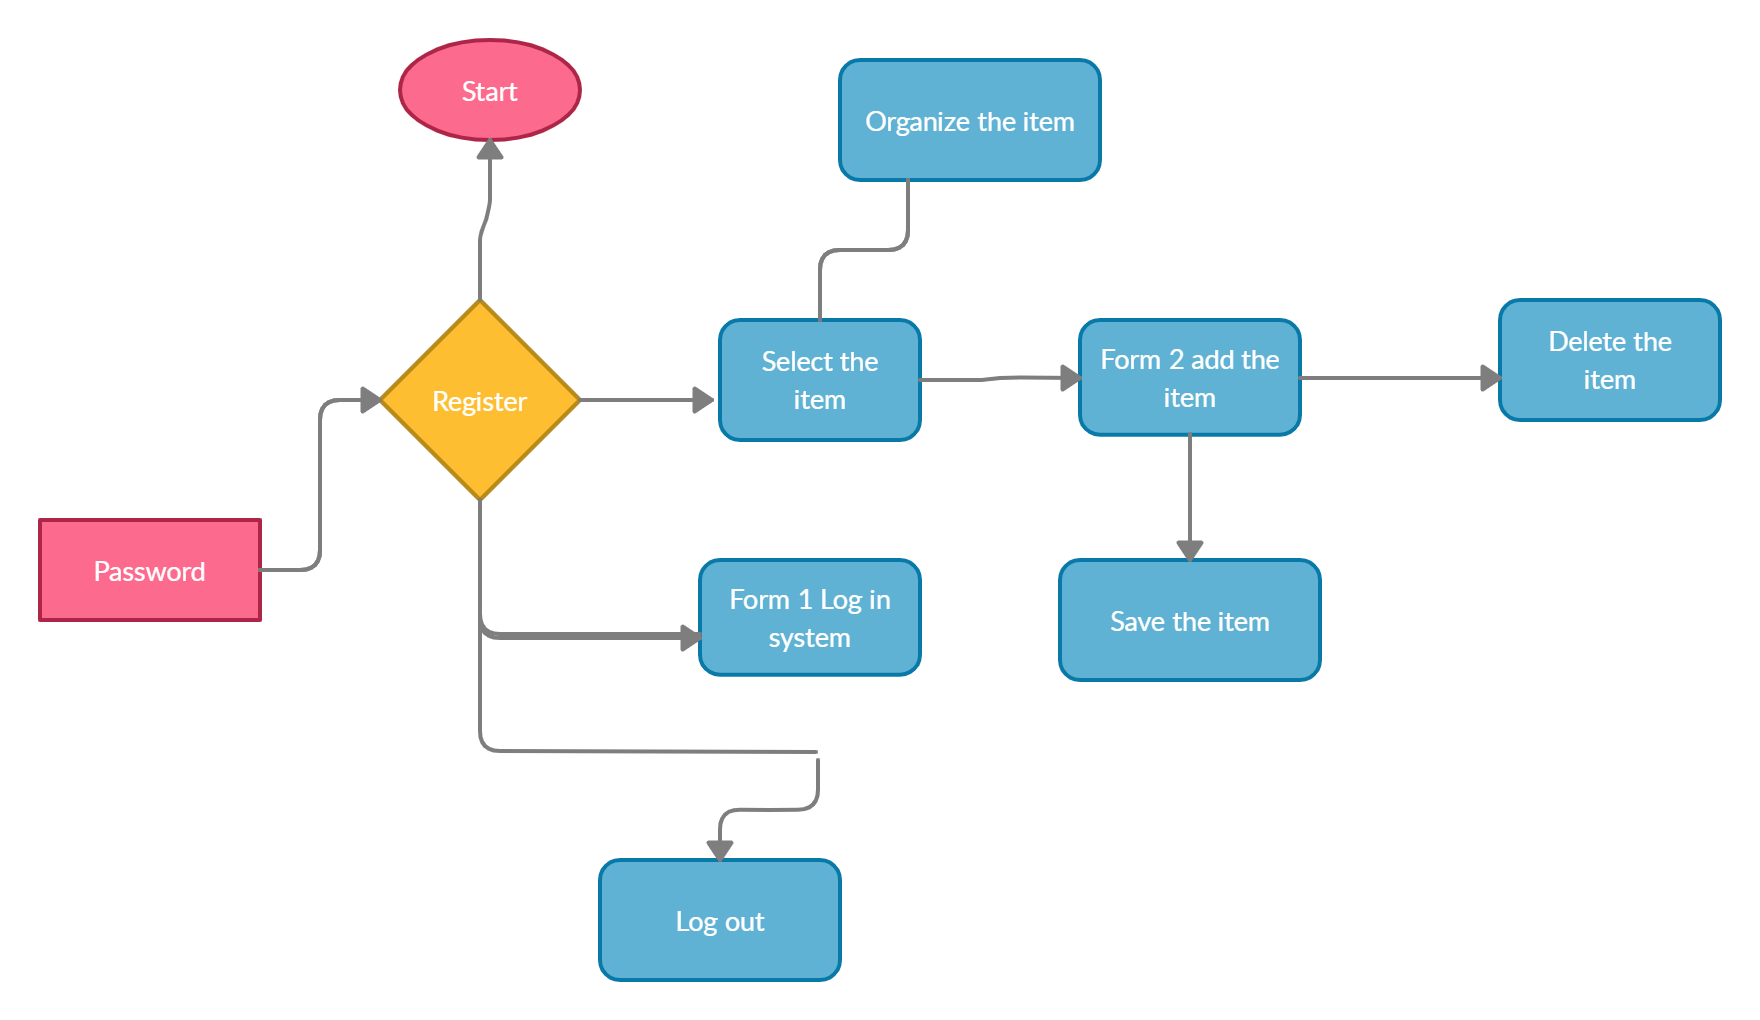 Start
Organize the item
Register
Select the
item
Form 2 add the
item
Delete the
item
Password
Form 1 Log in
system
Save the item
Log out